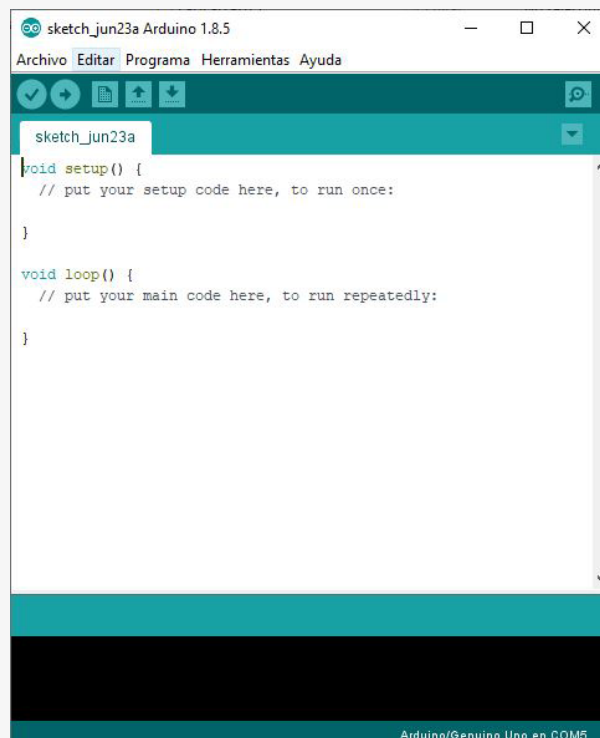 sketch_jun23a Arduino 1.8.5
Archivo Editar Programa Herramientas Ayuda
sketch_jun23a
void setup() {
  // put your setup code here, to run once:
}
void loop() {
  // put your main code here, to run repeatedly:
}
Arduino/Genuino Uno en COM5